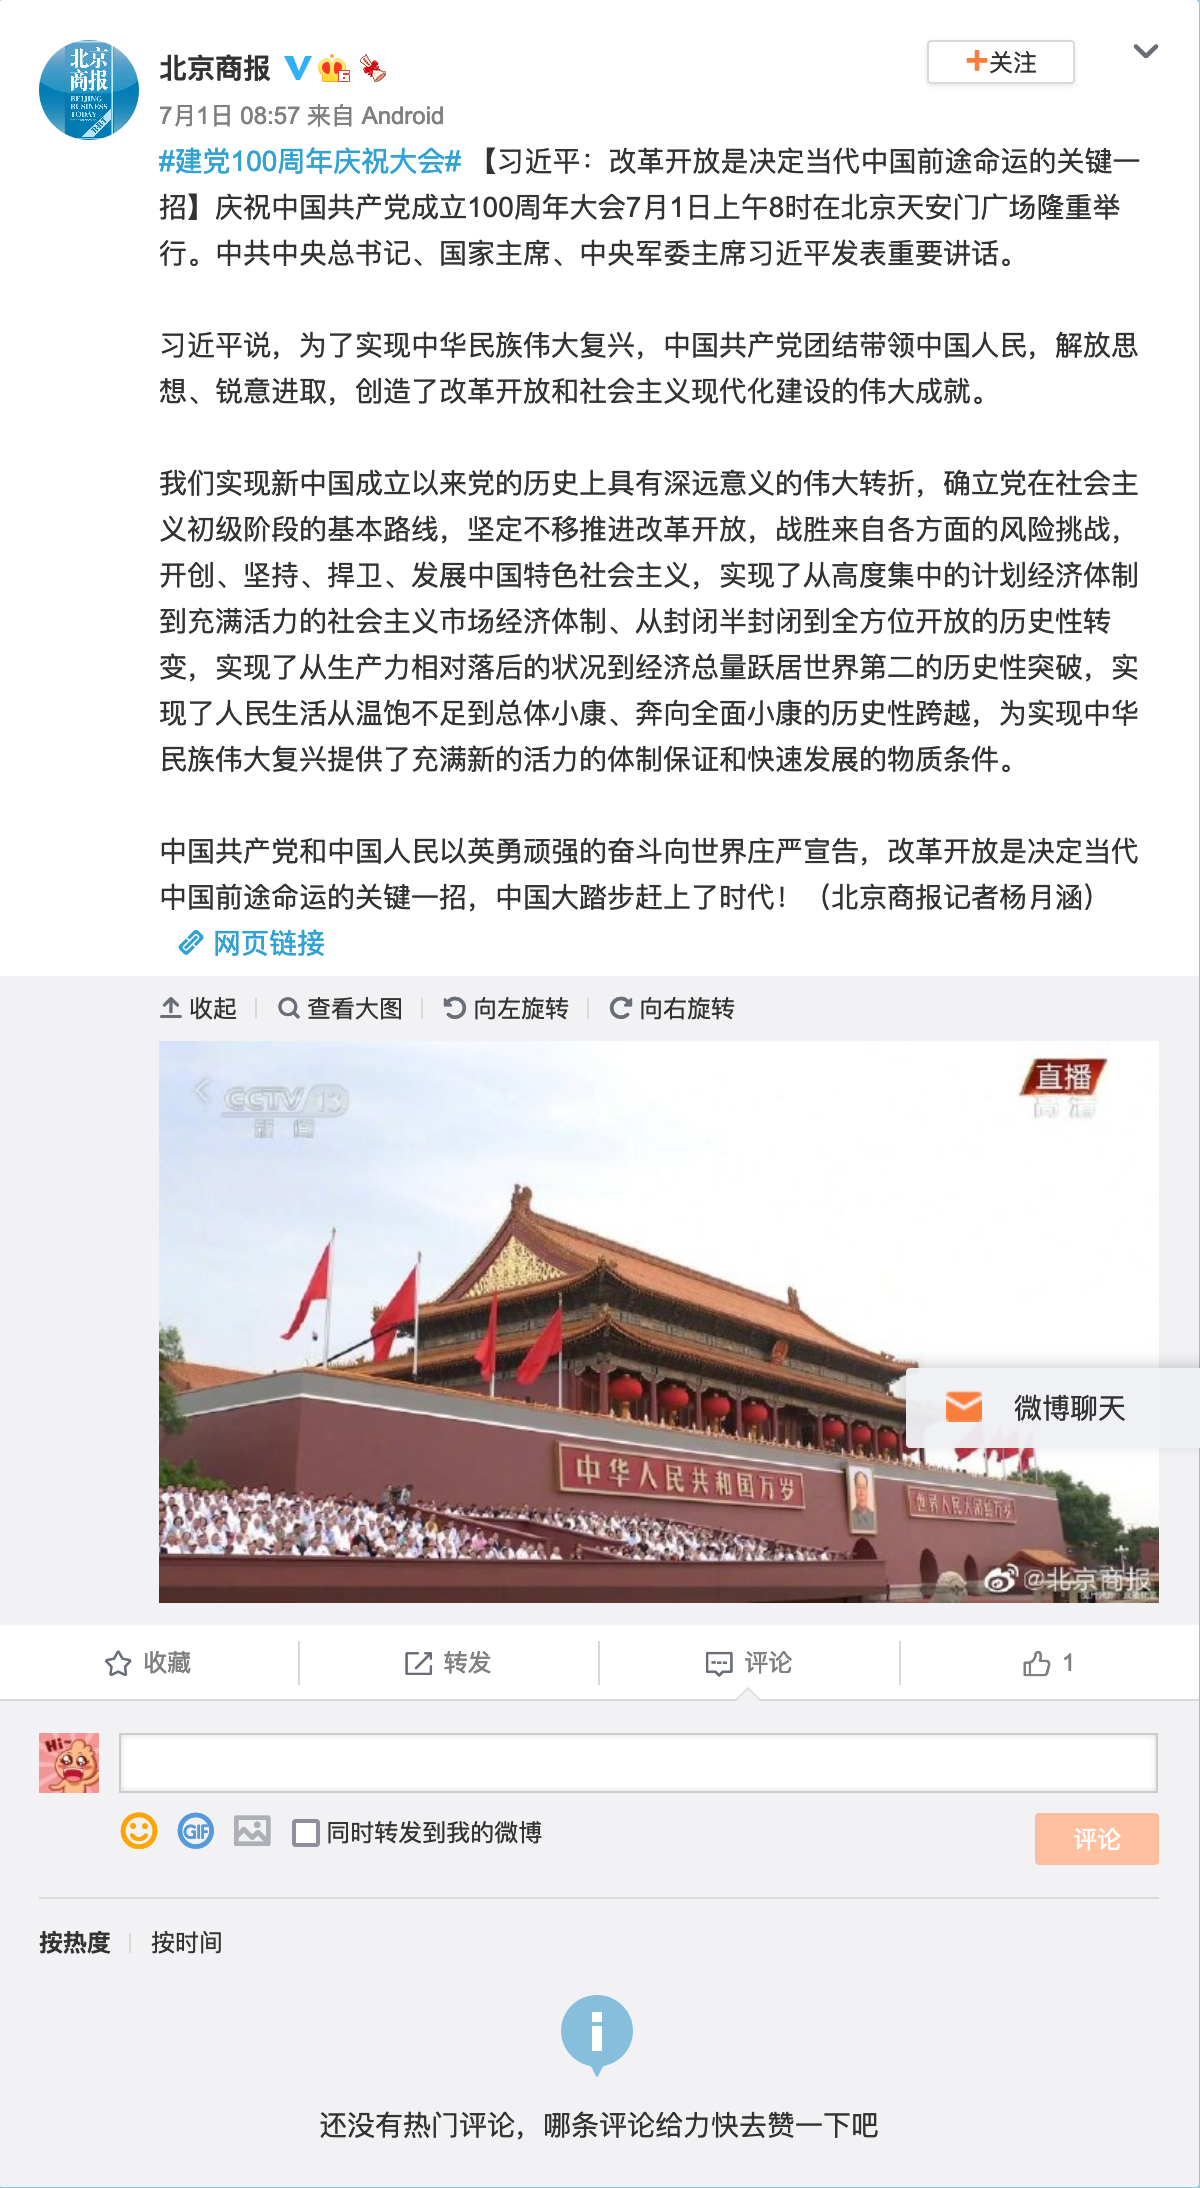 北京
商报
BEIJING
BUSINESS
TODAY
北京商报
+关注
7月1日 08:57 来自 Android
#建党100周年庆祝大会# 【习近平：改革开放是决定当代中国前途命运的关键一
招】庆祝中国共产党成立100周年大会7月1日上午8时在北京天安门广场隆重举
行。中共中央总书记、国家主席、中央军委主席习近平发表重要讲话。
习近平说，为了实现中华民族伟大复兴，中国共产党团结带领中国人民，解放思
想、锐意进取，创造了改革开放和社会主义现代化建设的伟大成就。
我们实现新中国成立以来党的历史上具有深远意义的伟大转折，确立党在社会主
义初级阶段的基本路线，坚定不移推进改革开放，战胜来自各方面的风险挑战，
开创、坚持、捍卫、发展中国特色社会主义，实现了从高度集中的计划经济体制
到充满活力的社会主义市场经济体制、从封闭半封闭到全方位开放的历史性转
变，实现了从生产力相对落后的状况到经济总量跃居世界第二的历史性突破，实
现了人民生活从温饱不足到总体小康、奔向全面小康的历史性跨越，为实现中华
民族伟大复兴提供了充满新的活力的体制保证和快速发展的物质条件。
中国共产党和中国人民以英勇顽强的奋斗向世界庄严宣告，改革开放是决定当代
中国前途命运的关键一招，中国大踏步赶上了时代！（北京商报记者杨月涵）
网页链接
收起 查看大图 向左旋转 向右旋转
CCTV 13
新闻
直播
高清
微博聊天
中华人民共和国万岁
世界人民大团结万岁
@北京商报
收藏 转发 评论 1
Hi~
GIF 同时转发到我的微博
评论
按热度 按时间
还没有热门评论，哪条评论给力快去赞一下吧